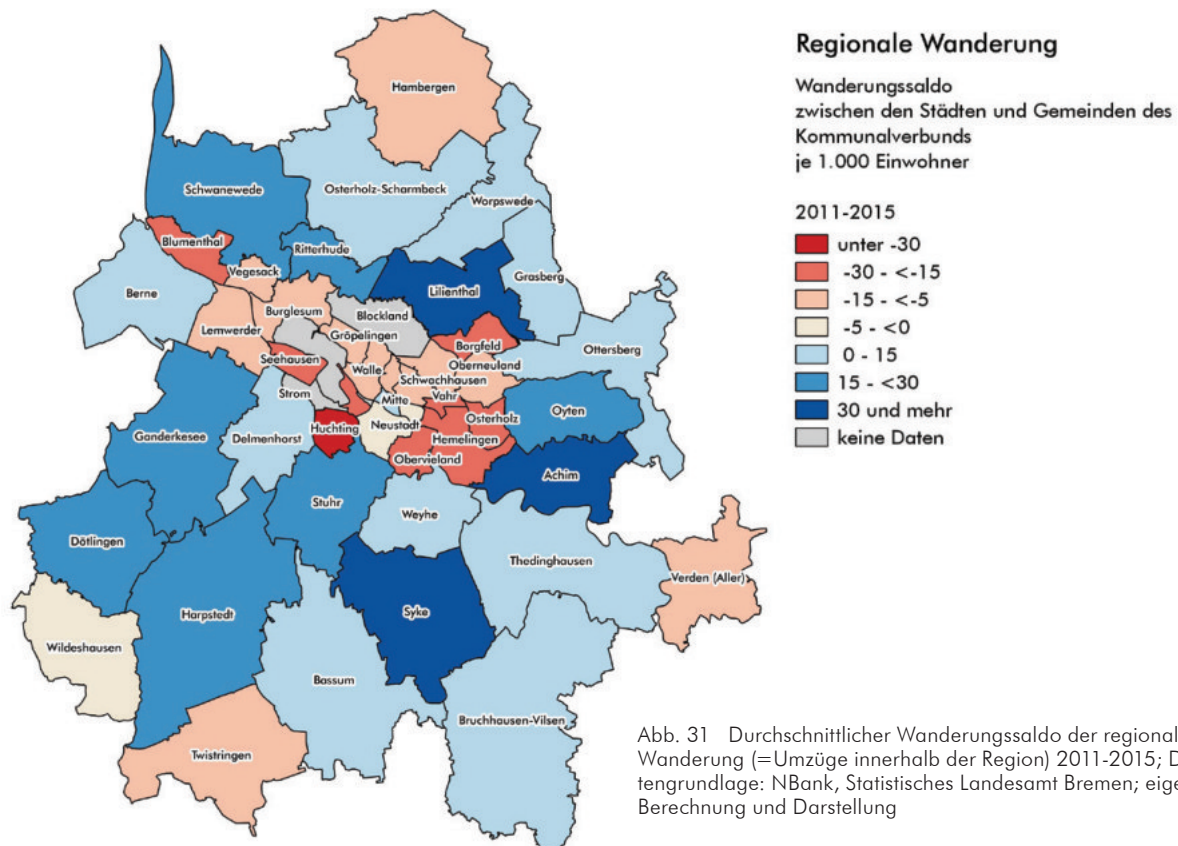 Regionale Wanderung
Wanderungssaldo
zwischen den Städten und Gemeinden des
Kommunalverbunds
je 1.000 Einwohner
2011-2015
unter -30
-30 - <-15
-15 - <-5
-5 - <0
0 - 15
15 - <30
30 und mehr
keine Daten
Hambergen
Schwanewede
Osterholz-Scharmbeck
Worpswede
Blumenthal
Ritterhude
Vegesack
Grasberg
Berne
Lilienthal
Burglesum
Blockland
Lemwerder
Gröpelingen
Borgfeld
Ottersberg
Seehausen
Walle
Oberneuland
Schwachhausen
Strom
Mitte
Vahr
Oyten
Ganderkesee
Delmenhorst
Huchting
Neustadt
Osterholz
Hemelingen
Obervieland
Achim
Stuhr
Weyhe
Dötlingen
Thedinghausen
Verden (Aller)
Harpstedt
Syke
Wildeshausen
Bassum
Bruchhausen-Vilsen
Twistringen
Abb. 31 Durchschnittlicher Wanderungssaldo der regional
Wanderung (=Umzüge innerhalb der Region) 2011-2015; D
tengrundlage: NBank, Statistisches Landesamt Bremen; eige
Berechnung und Darstellung